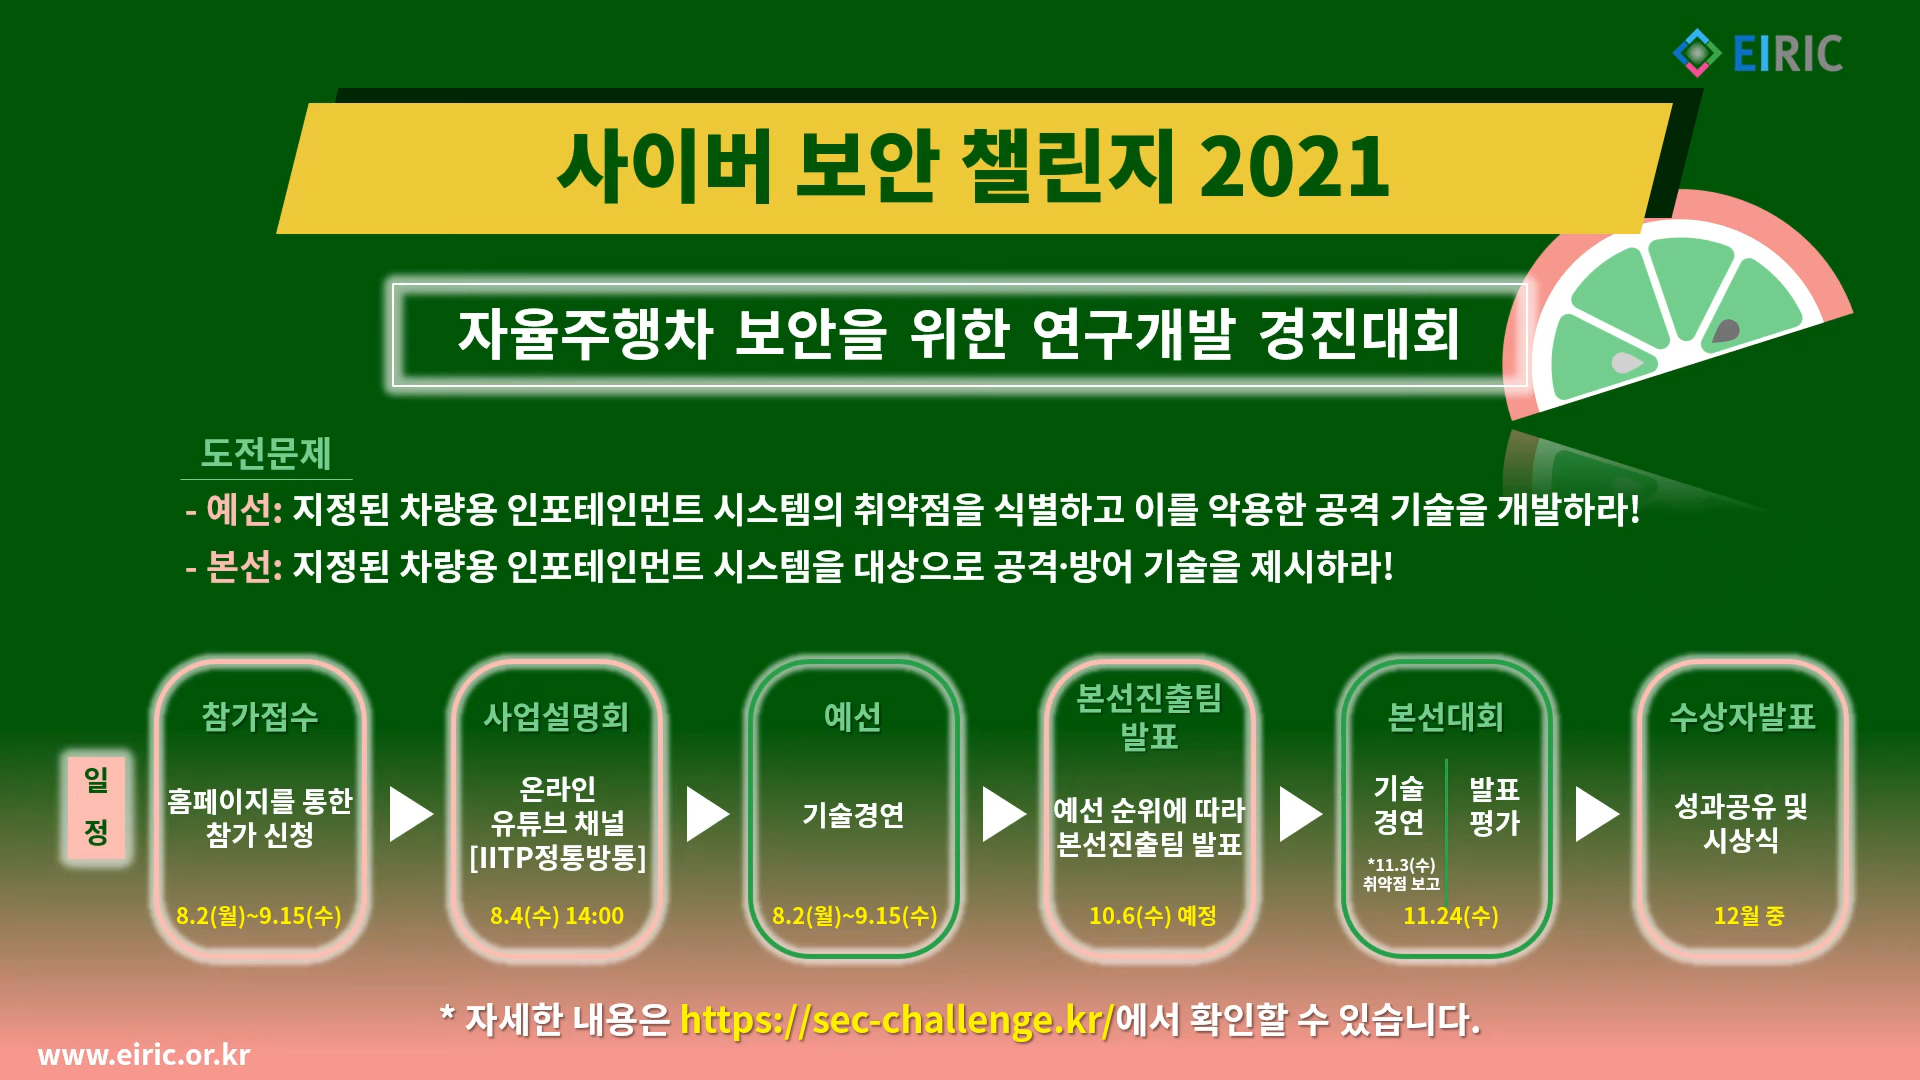 EIRIC
사이버 보안 챌린지 2021
자율주행차 보안을 위한 연구개발 경진대회
도전문제
- 예선: 지정된 차량용 인포테인먼트 시스템의 취약점을 식별하고 이를 악용한 공격 기술을 개발하라!
- 본선: 지정된 차량용 인포테인먼트 시스템을 대상으로 공격·방어 기술을 제시하라!
일
정
참가접수
홈페이지를 통한
참가 신청
8.2(월)~9.15(수)
사업설명회
온라인
유튜브 채널
[IITP정통방통]
8.4(수) 14:00
예선
기술경연
8.2(월)~9.15(수)
본선진출팀
발표
예선 순위에 따라
본선진출팀 발표
10.6(수) 예정
본선대회
기술
경연
*11.3(수)
취약점 보고
발표
평가
11.24(수)
수상자발표
성과공유 및
시상식
12월 중
* 자세한 내용은 https://sec-challenge.kr/에서 확인할 수 있습니다.
www.eiric.or.kr